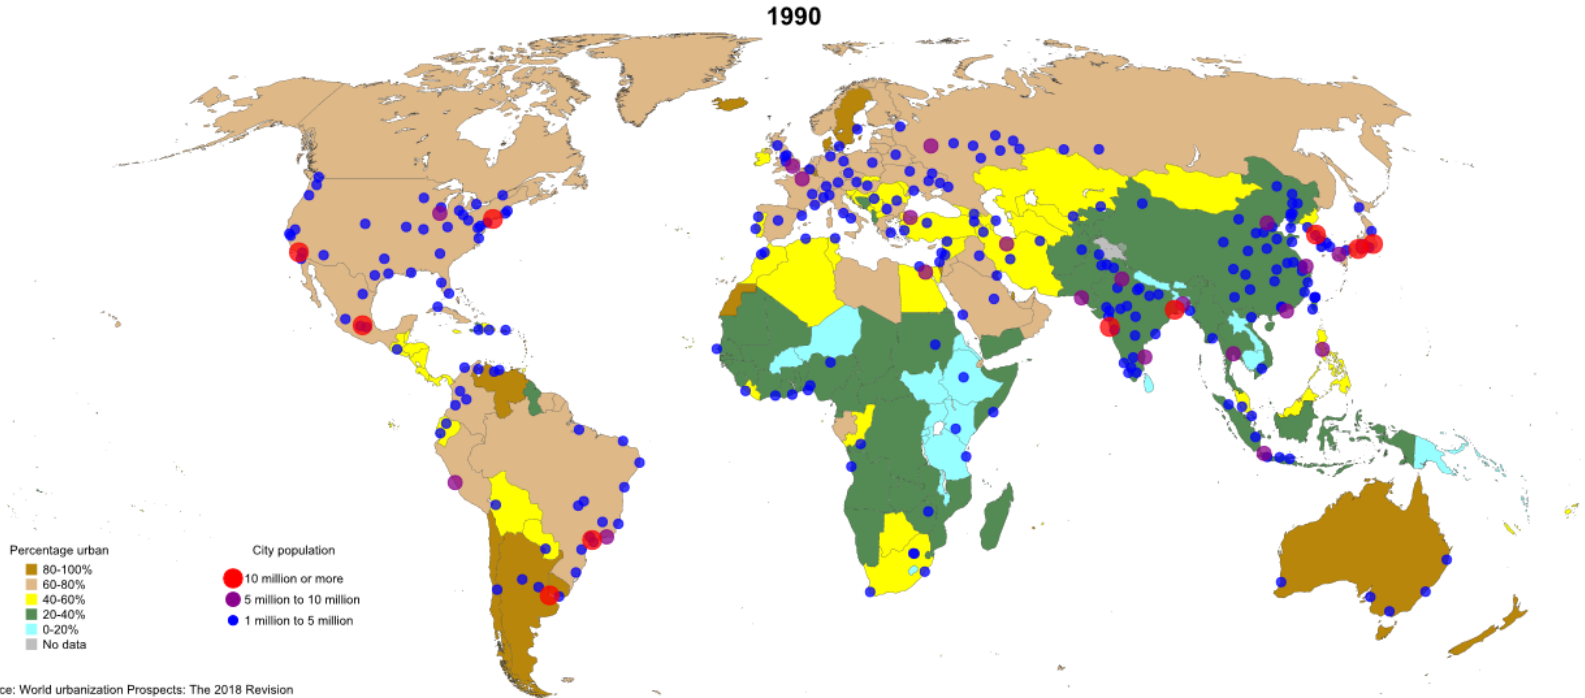 1990
Percentage urban
80-100%
60-80%
40-60%
20-40%
0-20%
No data
City population
10 million or more
5 million to 10 million
1 million to 5 million
ce: World urbanization Prospects: The 2018 Revision